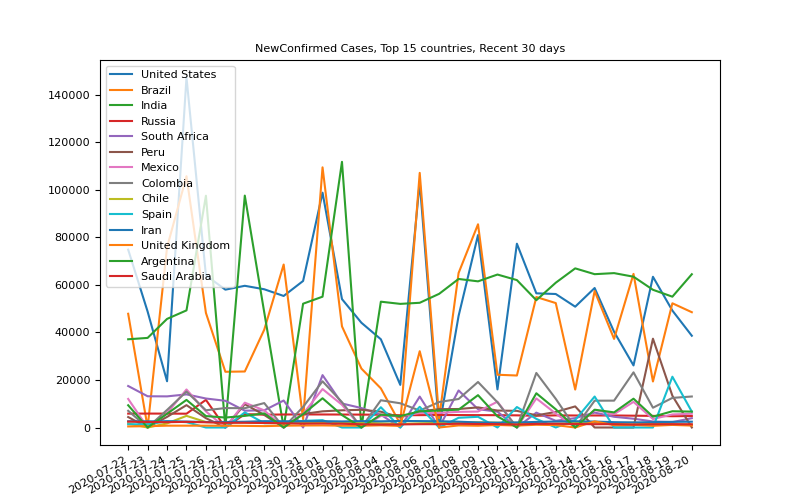 NewConfirmed Cases, Top 15 countries, Recent 30 days
United States
Brazil
India
Russia
South Africa
Peru
Mexico
Colombia
Chile
Spain
Iran
United Kingdom
Argentina
Saudi Arabia
140000
120000
100000
80000
60000
40000
20000
0
2020-07-22
2020-07-23
2020-07-24
2020-07-25
2020-07-26
2020-07-27
2020-07-28
2020-07-29
2020-07-30
2020-07-31
2020-08-01
2020-08-02
2020-08-03
2020-08-04
2020-08-05
2020-08-06
2020-08-07
2020-08-08
2020-08-09
2020-08-10
2020-08-11
2020-08-12
2020-08-13
2020-08-14
2020-08-15
2020-08-16
2020-08-17
2020-08-18
2020-08-19
2020-08-20